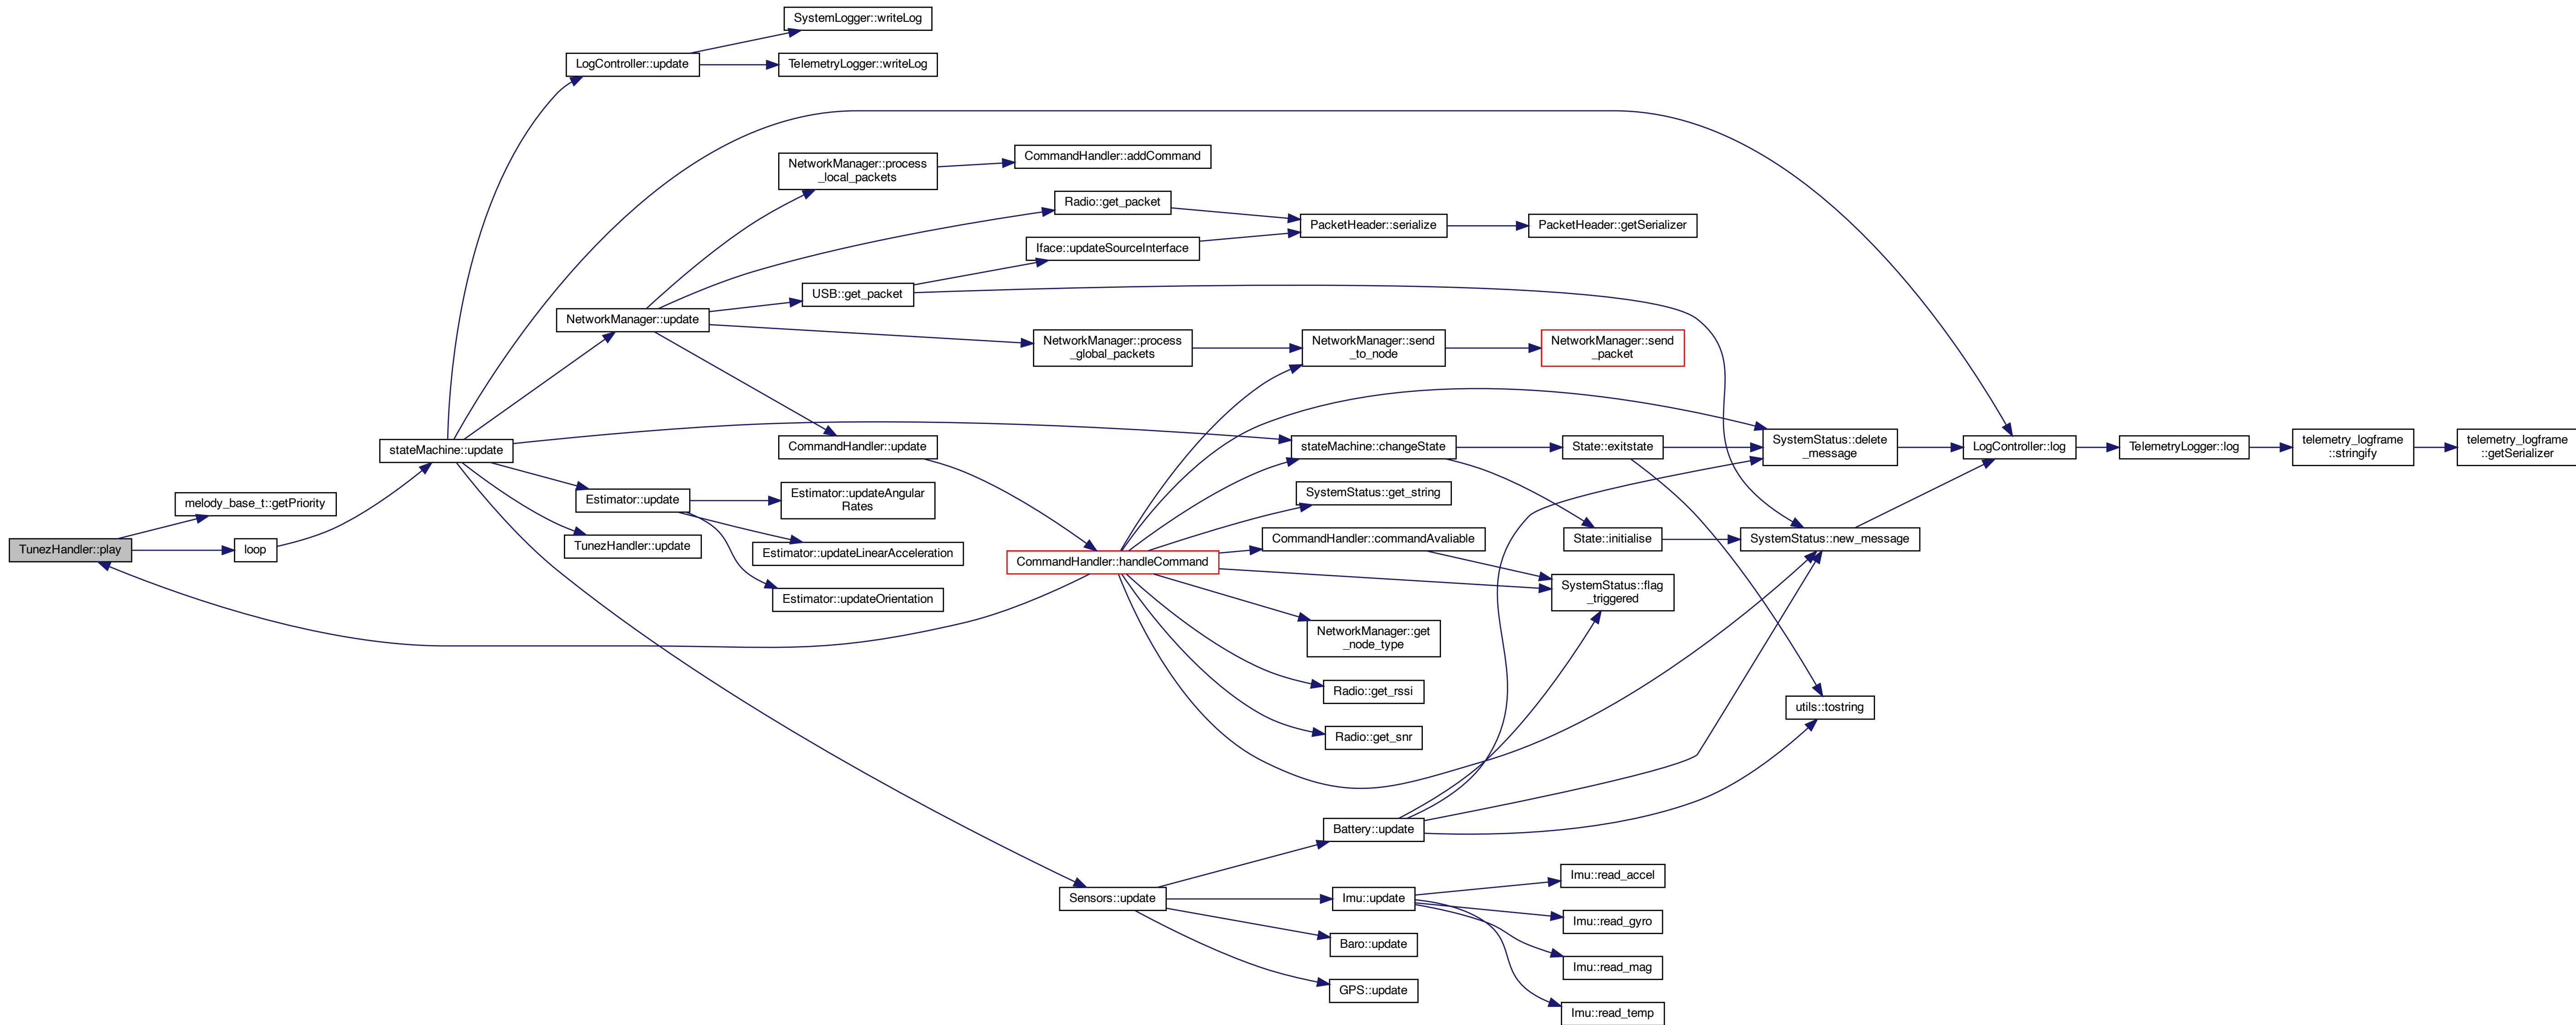 SystemLogger::writeLog
LogController::update
TelemetryLogger::writeLog
NetworkManager::process
_local_packets
CommandHandler::addCommand
Radio::get_packet
PacketHeader::serialize
PacketHeader::getSerializer
Iface::updateSourceInterface
USB::get_packet
NetworkManager::update
NetworkManager::process
_global_packets
NetworkManager::send
_to_node
NetworkManager::send
_packet
stateMachine::update
CommandHandler::update
stateMachine::changeState
State::exitstate
SystemStatus::delete
_message
LogController::log
TelemetryLogger::log
telemetry_logframe
::stringify
telemetry_logframe
::getSerializer
melody_base_t::getPriority
Estimator::update
Estimator::updateAngular
Rates
SystemStatus::get_string
TunezHandler::play
loop
TunezHandler::update
Estimator::updateLinearAcceleration
CommandHandler::handleCommand
CommandHandler::commandAvaliable
State::initialise
SystemStatus::new_message
Estimator::updateOrientation
SystemStatus::flag
_triggered
NetworkManager::get
_node_type
Radio::get_rssi
utils::tostring
Radio::get_snr
Battery::update
Sensors::update
Imu::update
Imu::read_accel
Imu::read_gyro
Baro::update
Imu::read_mag
GPS::update
Imu::read_temp